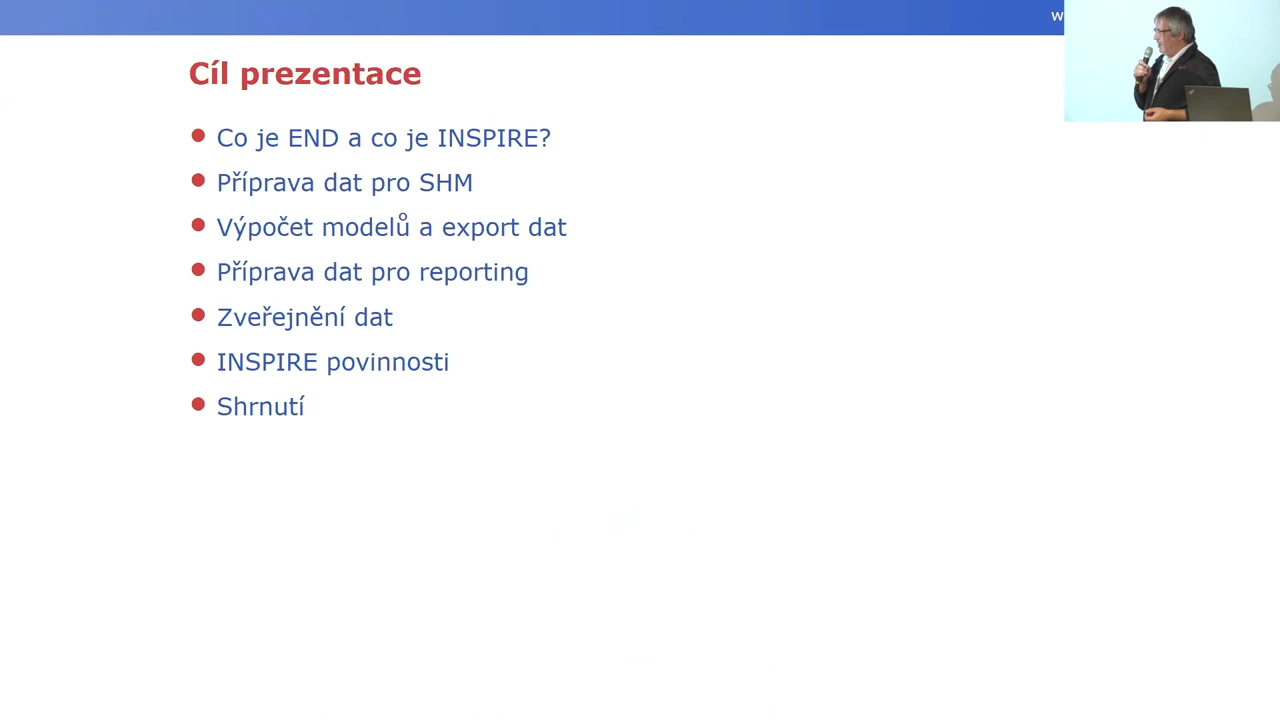 Cíl prezentace
Co je END a co je INSPIRE?
Příprava dat pro SHM
Výpočet modelů a export dat
Příprava dat pro reporting
Zveřejnění dat
INSPIRE povinnosti
Shrnutí